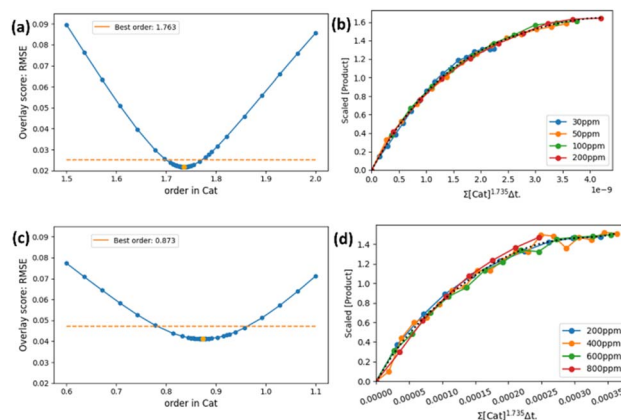 (a)
Overlay score: RMSE
0.09
0.08
0.07
0.06
0.05
0.04
0.03
0.02
Best order: 1.763
1.5 1.6 1.7 1.8 1.9 2.0
order in Cat
(b)
Scaled [Product]
1.6
1.4
1.2
1.0
0.8
0.6
0.4
0.2
0.0
30ppm
50ppm
100ppm
200ppm
0.0 0.5 1.0 1.5 2.0 2.5 3.0 3.5 4.0
1e-9
Σ[Cat]^1.735Δt.
(c)
Overlay score: RMSE
0.09
0.08
0.07
0.06
0.05
0.04
0.03
0.02
Best order: 0.873
0.6 0.7 0.8 0.9 1.0 1.1
order in Cat
(d)
Scaled [Product]
1.4
1.2
1.0
0.8
0.6
0.4
0.2
0.0
200ppm
400ppm
600ppm
800ppm
0.00000 0.00005 0.00010 0.00015 0.00020 0.00025 0.00030 0.00035
Σ[Cat]^1.735Δt.